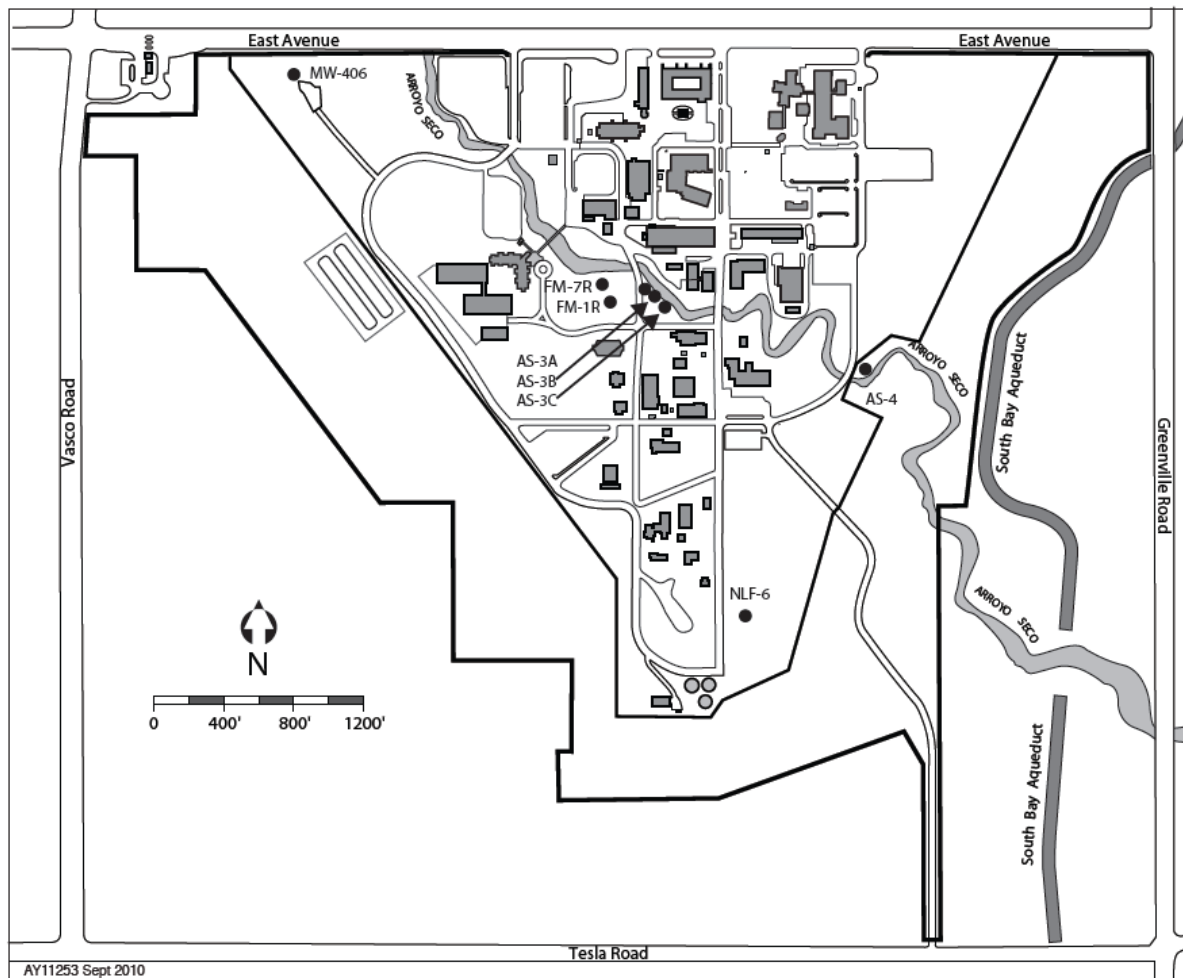 East Avenue
East Avenue
MW-406
ARROYO SECO
FM-7R
FM-1R
AS-3A
AS-3B
AS-3C
ARROYO SECO
AS-4
South Bay Aqueduct
Vasco Road
Greenville Road
NLF-6
ARROYO SECO
N
0 400' 800' 1200'
South Bay Aqueduct
Tesla Road
AY11253 Sept 2010